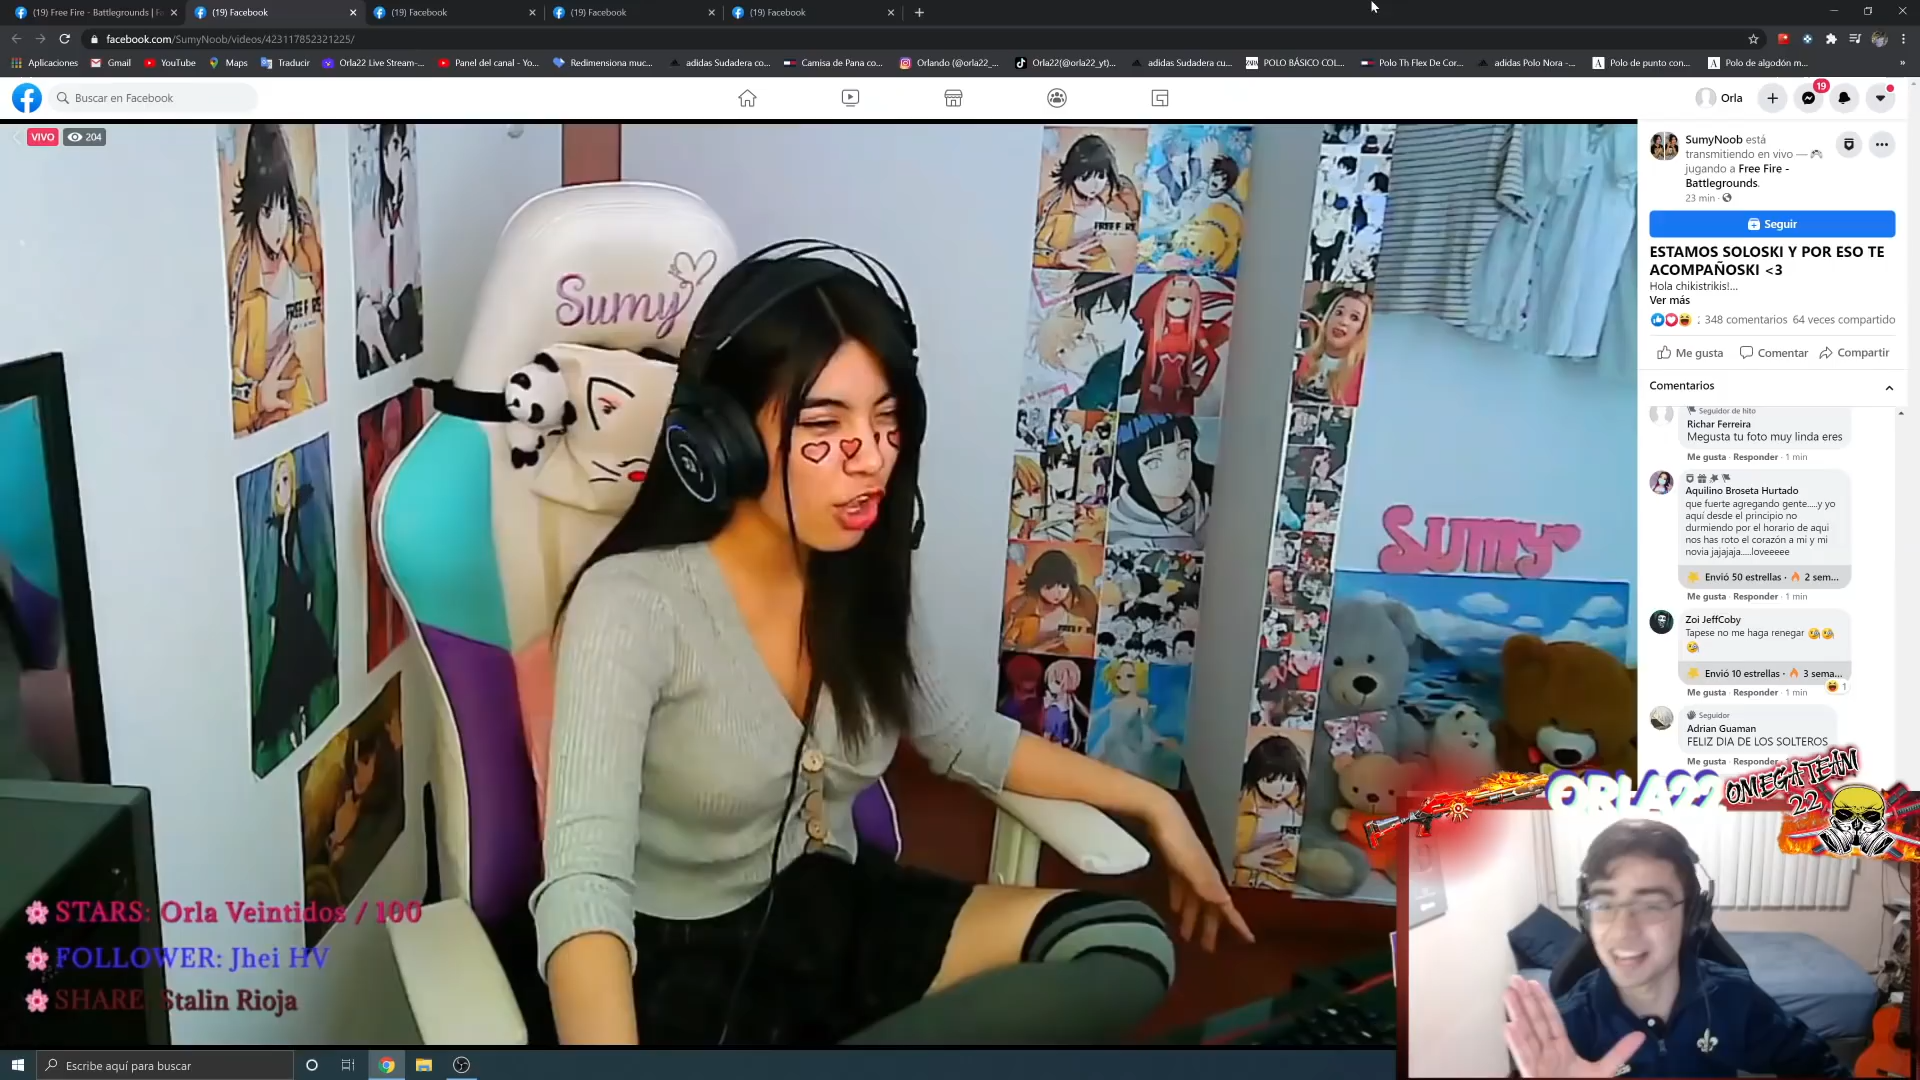 (19) Free Fire - Battlegrounds | Fa
(19) Facebook
(19) Facebook
(19) Facebook
(19) Facebook
facebook.com/SumyNoob/videos/423117852321225/
Aplicaciones
Gmail
YouTube
Maps
Traducir
Orla22 Live Stream-...
Panel del canal - Yo...
Redimensiona muc...
adidas Sudadera co...
Camisa de Pana co...
Orlando (@orla22_...
Orla22(@orla22_yt)...
adidas Sudadera cu...
POLO BÁSICO COL...
Polo Th Flex De Cor...
adidas Polo Nora -...
Polo de punto con...
Polo de algodón m...
Buscar en Facebook
Orla
19
VIVO
204
SumyNoob está
transmitiendo en vivo —
jugando a Free Fire -
Battlegrounds.
23 min ·
Seguir
ESTAMOS SOLOSKI Y POR ESO TE
ACOMPAÑOSKI <3
Hola chikistrikis!...
Ver más
348 comentarios 64 veces compartido
Me gusta
Comentar
Compartir
Comentarios
Seguidor de hito
Richar Ferreira
Megusta tu foto muy linda eres
Me gusta · Responder · 1 min
Aquilino Broseta Hurtado
que fuerte agregando gente.....y yo
aquí desde el principio no
durmiendo por el horario de aqui
nos has roto el corazón a mi y mi
novia jajajaja.....loveeeee
Envió 50 estrellas · 🔥 2 sem...
Me gusta · Responder · 1 min
Zoi JeffCoby
Tapese no me haga renegar
Envió 10 estrellas · 🔥 3 sema...
1
Me gusta · Responder · 1 min
Seguidor
Adrian Guaman
FELIZ DIA DE LOS SOLTEROS
Me gusta · Responder
Sumy
SUMY
FREE FIRE
ORLA22
OMEGATEAM
22
STARS: Orla Veintidos / 100
FOLLOWER: Jhei HV
SHARE: Stalin Rioja
Escribe aquí para buscar